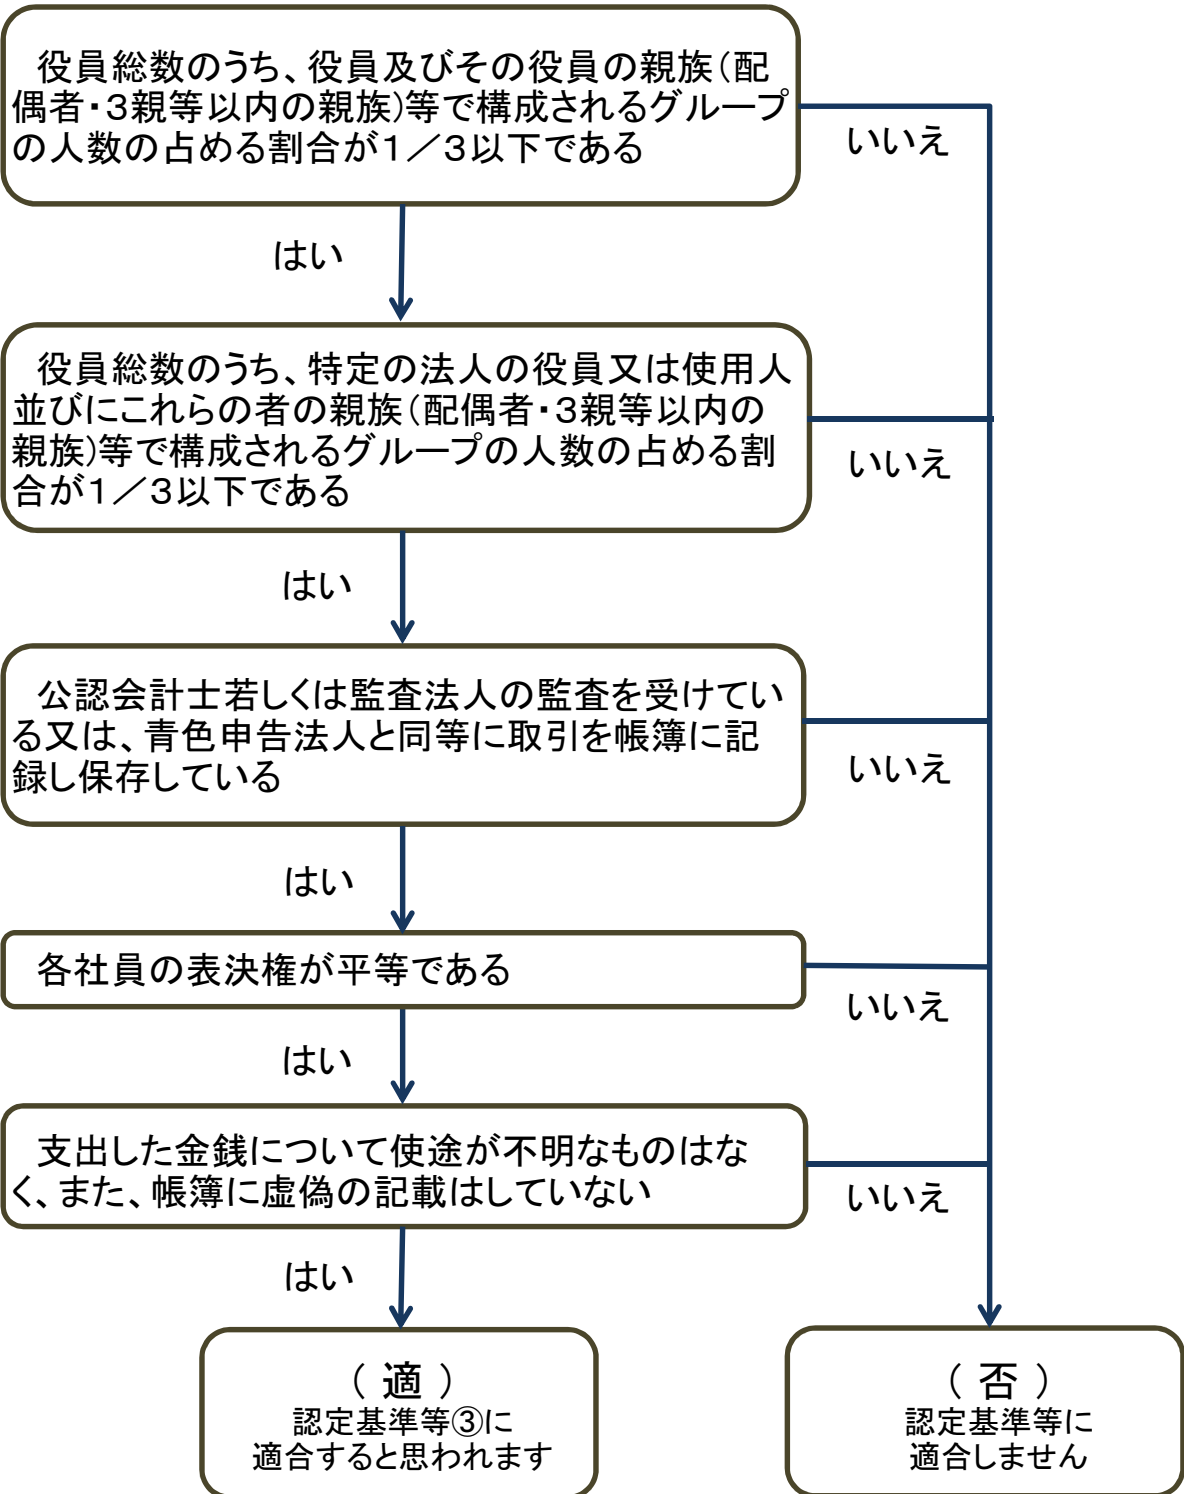 役員総数のうち、役員及びその役員の親族(配
偶者・3親等以内の親族)等で構成されるグループ
の人数の占める割合が1/3以下である
いいえ
はい
役員総数のうち、特定の法人の役員又は使用人
並びにこれらの者の親族(配偶者・3親等以内の
親族)等で構成されるグループの人数の占める割
合が1/3以下である
いいえ
はい
公認会計士若しくは監査法人の監査を受けてい
る又は、青色申告法人と同等に取引を帳簿に記
録し保存している
いいえ
はい
各社員の表決権が平等である
いいえ
はい
支出した金銭について使途が不明なものはな
く、また、帳簿に虚偽の記載はしていない
いいえ
はい
( 適 )
認定基準等③に
適合すると思われます
( 否 )
認定基準等に
適合しません